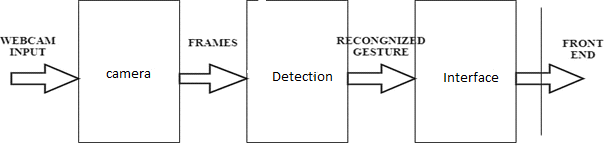 WEBCAM
INPUT
camera
FRAMES
Detection
RECONGNIZED
GESTURE
Interface
FRONT
END